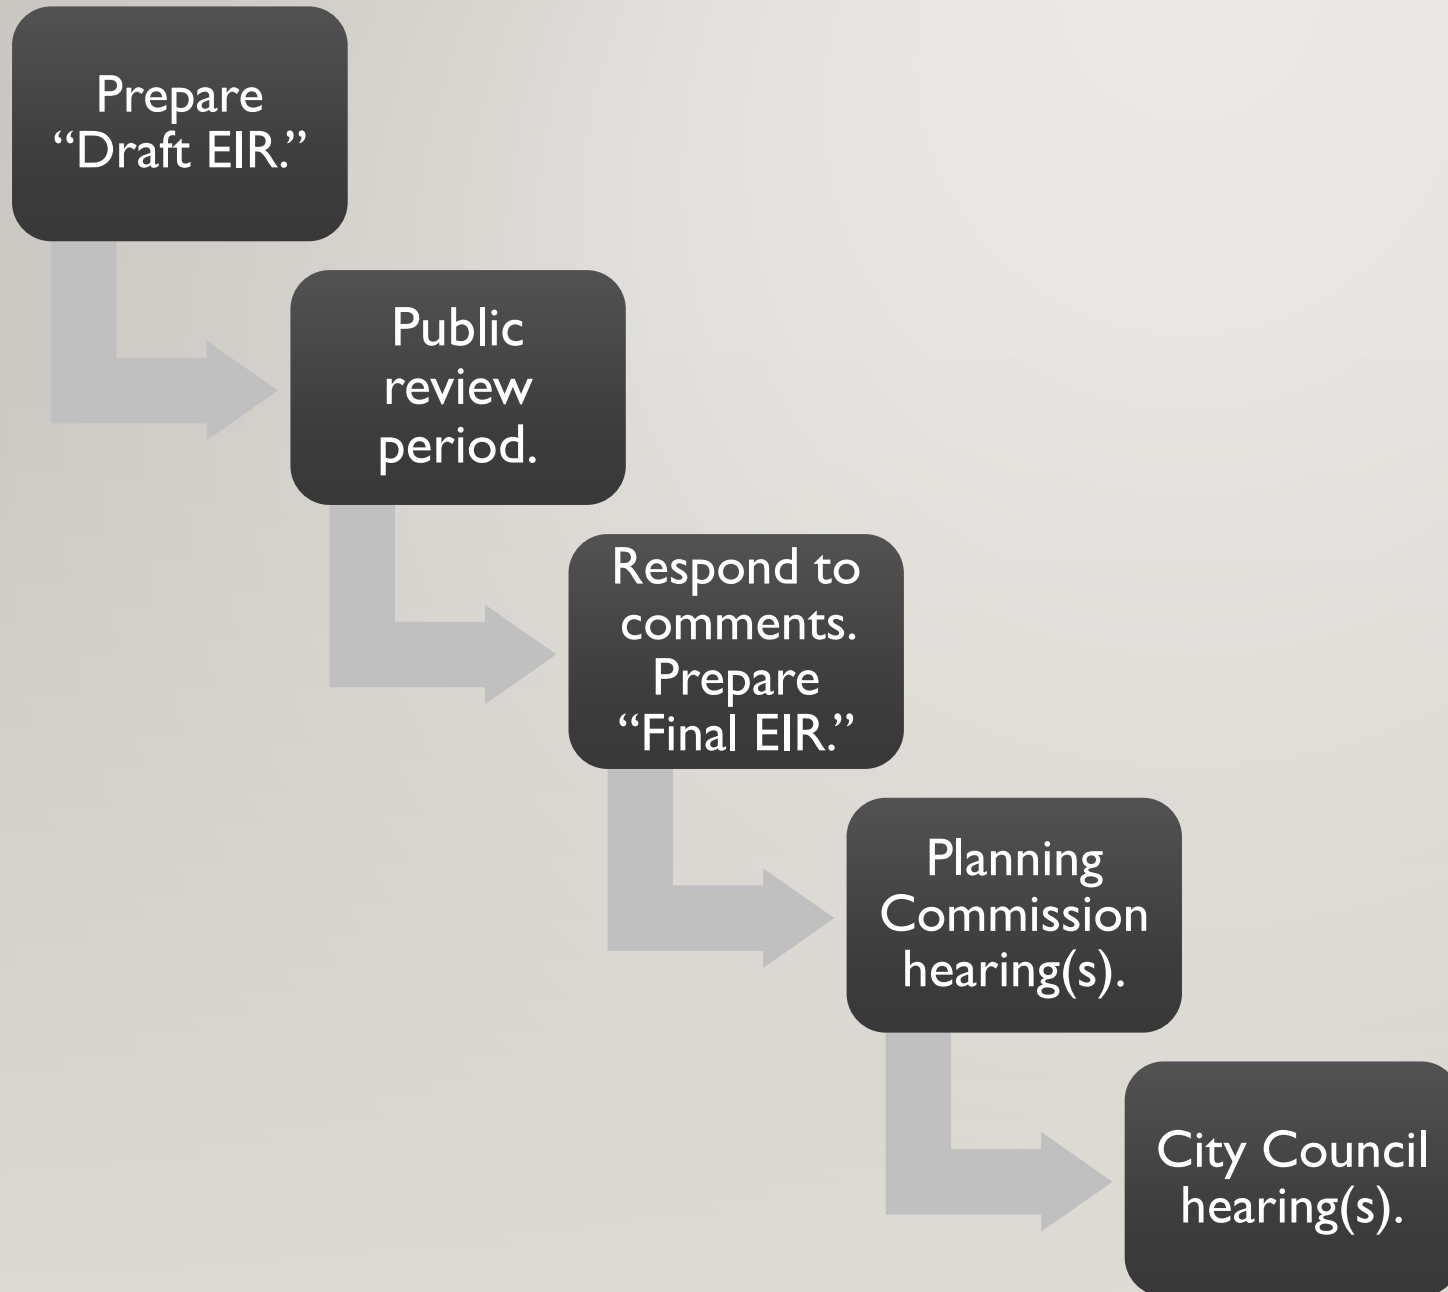 Prepare
“Draft EIR.”
Public
review
period.
Respond to
comments.
Prepare
“Final EIR.”
Planning
Commission
hearing(s).
City Council
hearing(s).